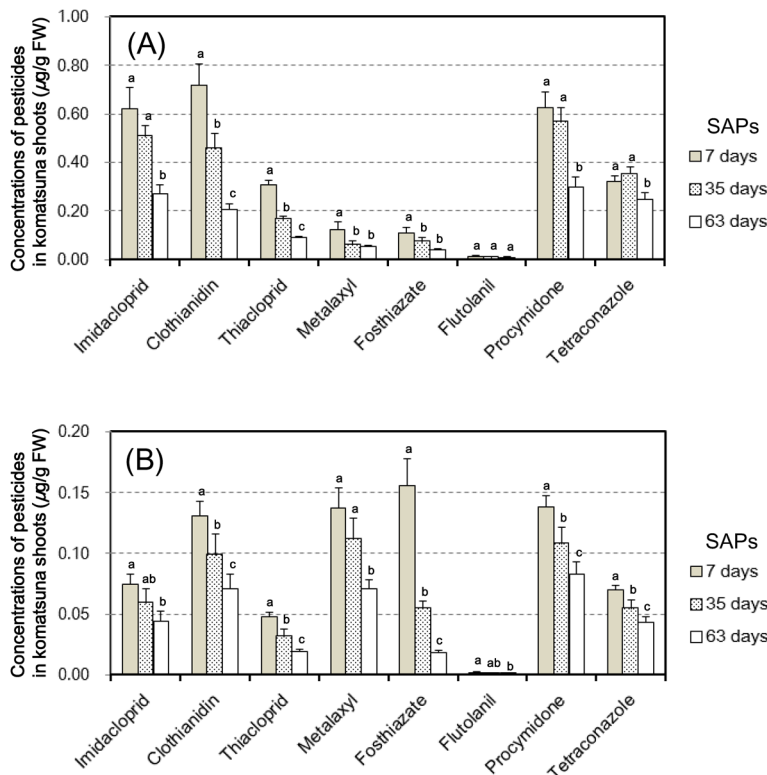 Concentrations of pesticides
in komatsuna shoots (μg/g FW)
1.00
0.80
0.60
0.40
0.20
0.00
(A)
a
a
b
a
b
c
a
b
c
a
b
b
a
b
b
a
a
a
a
a
b
a
a
b
SAPs
7 days
35 days
63 days
Imidacloprid
Clothianidin
Thiacloprid
Metalaxyl
Fosthiazate
Flutolanil
Procymidone
Tetraconazole
Concentrations of pesticides
in komatsuna shoots (μg/g FW)
0.20
0.15
0.10
0.05
0.00
(B)
a
ab
b
a
b
c
a
b
c
a
a
b
a
b
c
a
ab
b
a
b
c
a
b
c
SAPs
7 days
35 days
63 days
Imidacloprid
Clothianidin
Thiacloprid
Metalaxyl
Fosthiazate
Flutolanil
Procymidone
Tetraconazole